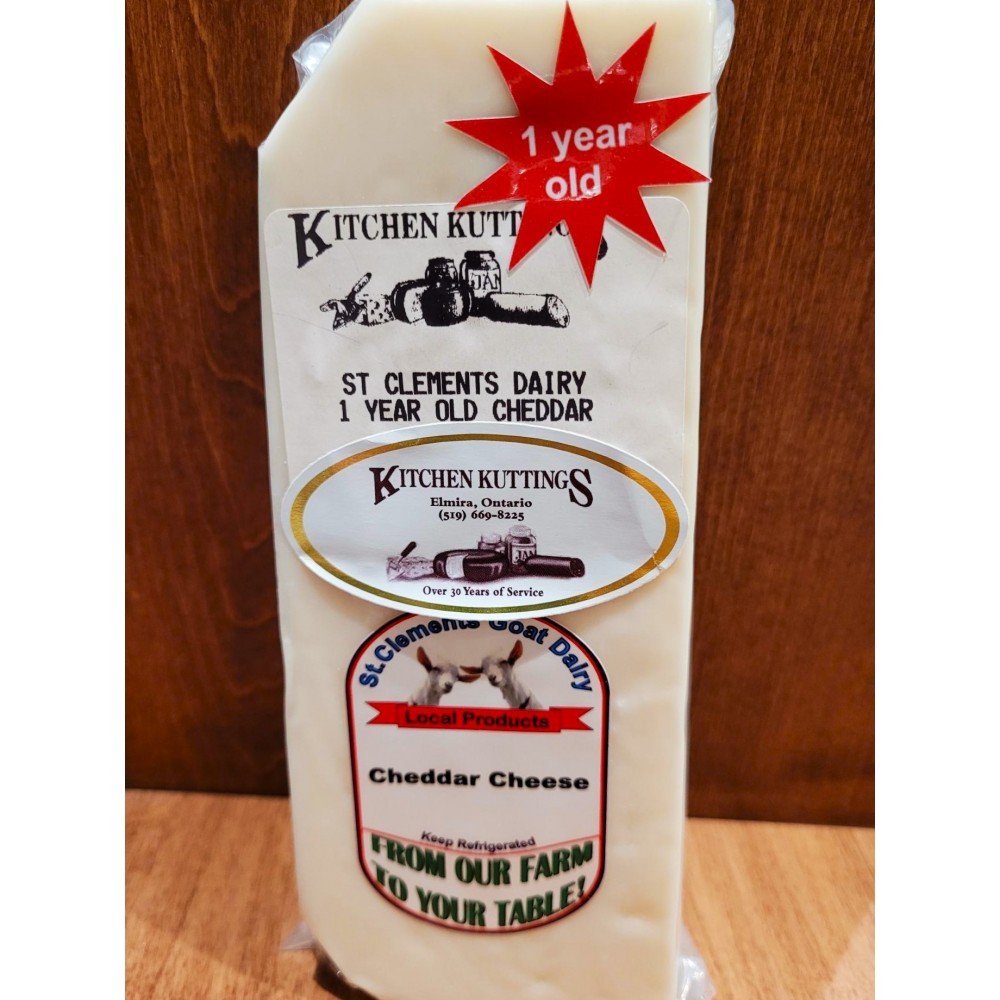 1 year
old
KITCHEN KUTTINGS
JAM
ST CLEMENTS DAIRY
1 YEAR OLD CHEDDAR
KITCHEN KUTTINGS
Elmira, Ontario
(519) 669-8225
JAM
Over 30 Years of Service
St.Clements Goat Dairy
Local Products
Cheddar Cheese
Keep Refrigerated
FROM OUR FARM
TO YOUR TABLE!